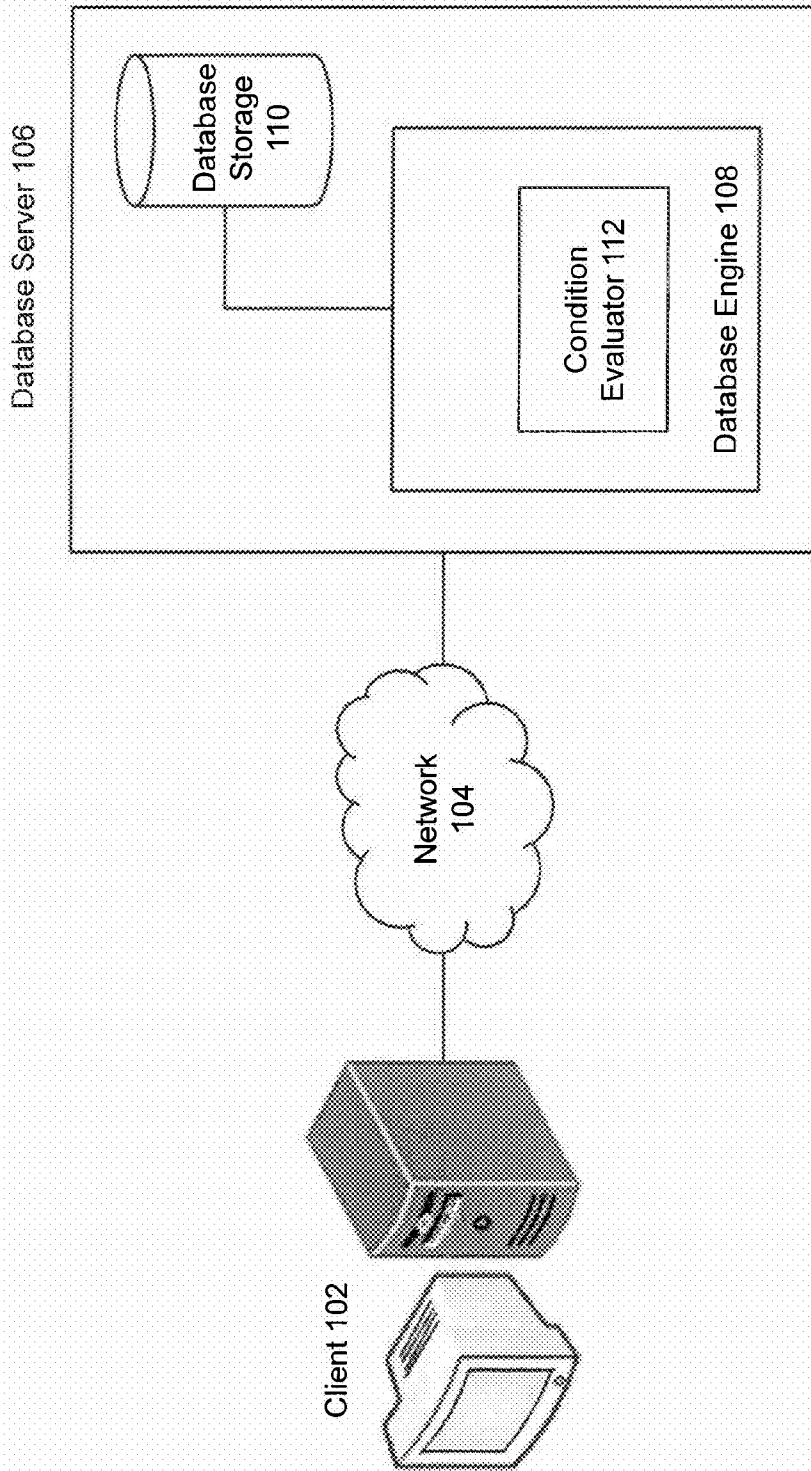 Database Server 106
Database
Storage
110
Condition
Evaluator 112
Database Engine 108
Network
104
Client 102